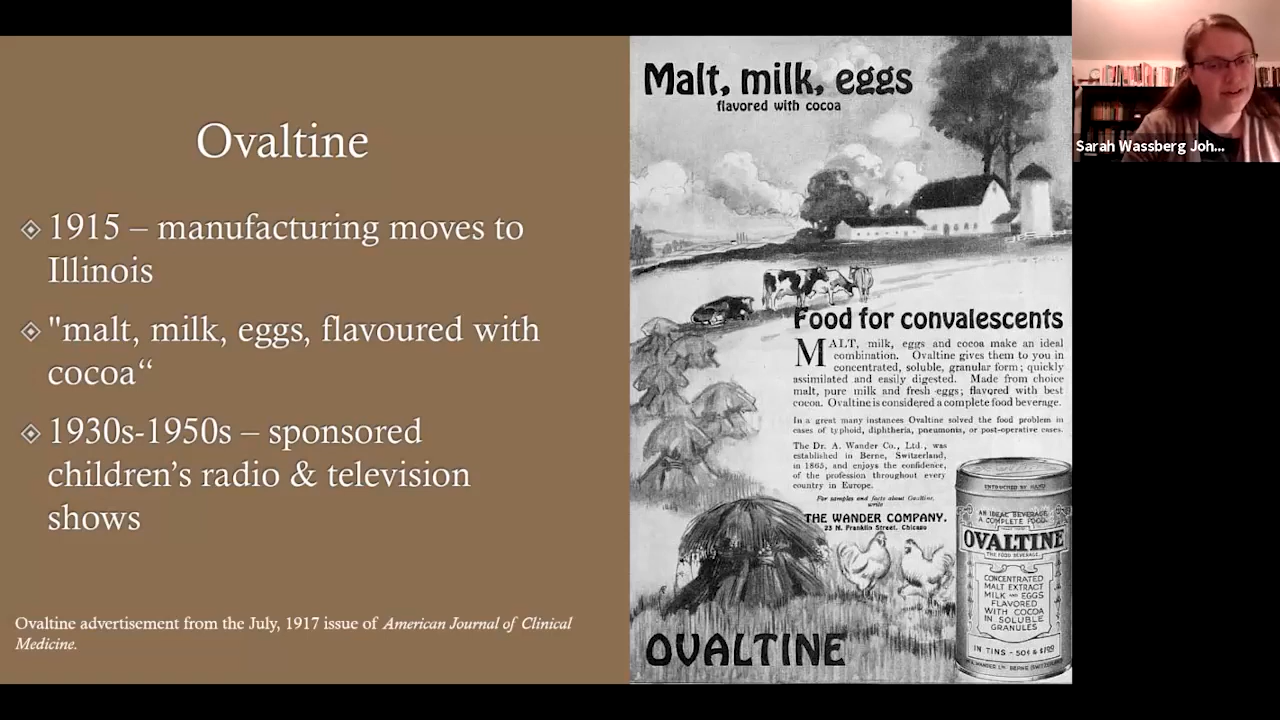 Ovaltine
1915 – manufacturing moves to
Illinois
"malt, milk, eggs, flavoured with
cocoa“
1930s-1950s – sponsored
children’s radio & television
shows
Ovaltine advertisement from the July, 1917 issue of American Journal of Clinical
Medicine.
Malt, milk, eggs
flavored with cocoa
Food for convalescents
MALT, milk, eggs and cocoa make an ideal
combination. Ovaltine gives them to you in
concentrated, soluble, granular form; quickly
assimilated and easily digested. Made from choice
malt, pure milk and fresh eggs; flavored with best
cocoa. Ovaltine is considered a complete food beverage.
In a great many instances Ovaltine solved the food problem in
cases of typhoid, diphtheria, pneumonia, or post-operative cases.
The Dr. A. Wander Co., Ltd., was
established in Berne, Switzerland,
in 1865, and enjoys the confidence,
of the profession throughout every
country in Europe.
For samples and facts about Ovaltine,
write
THE WANDER COMPANY.
23 N. Franklin Street, Chicago
OVALTINE
UNTOUCHED BY HAND
AN IDEAL BEVERAGE
A COMPLETE FOOD.
OVALTINE
THE FOOD BEVERAGE.
CONCENTRATED
MALT EXTRACT
MILK AND EGGS
FLAVORED
WITH COCOA
IN SOLUBLE
GRANULES
IN TINS - 50¢ &
WANDER LTD BERNE (SWITZERLAND
Sarah Wassberg Joh...